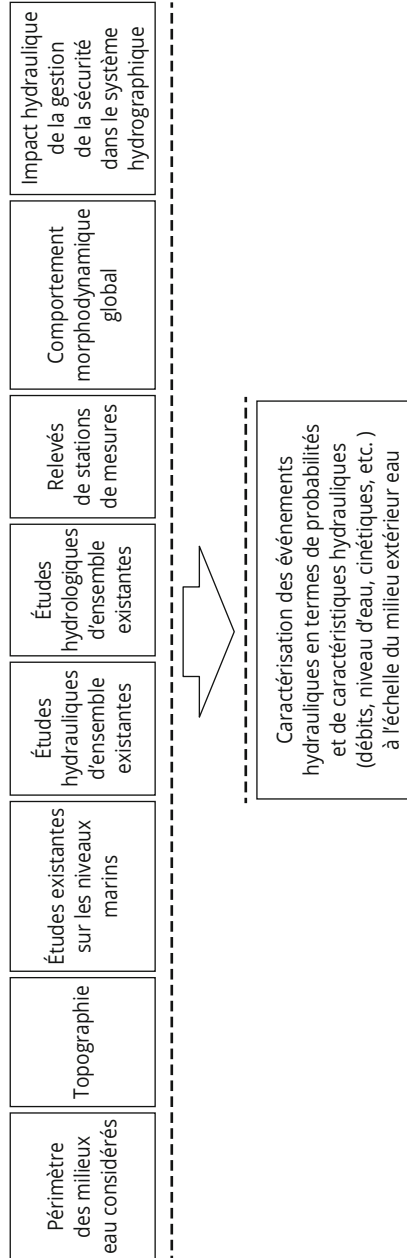 Périmètre
des milieux
eau considérés
Topographie
Études existantes
sur les niveaux
marins
Études
hydrauliques
d'ensemble
existantes
Études
hydrologiques
d'ensemble
existantes
Relevés
de stations
de mesures
Comportement
morphodynamique
global
Impact hydraulique
de la gestion
de la sécurité
dans le système
hydrographique
Caractérisation des événements
hydrauliques en termes de probabilités
et de caractéristiques hydrauliques
(débits, niveau d'eau, cinétiques, etc. )
à l'échelle du milieu extérieur eau